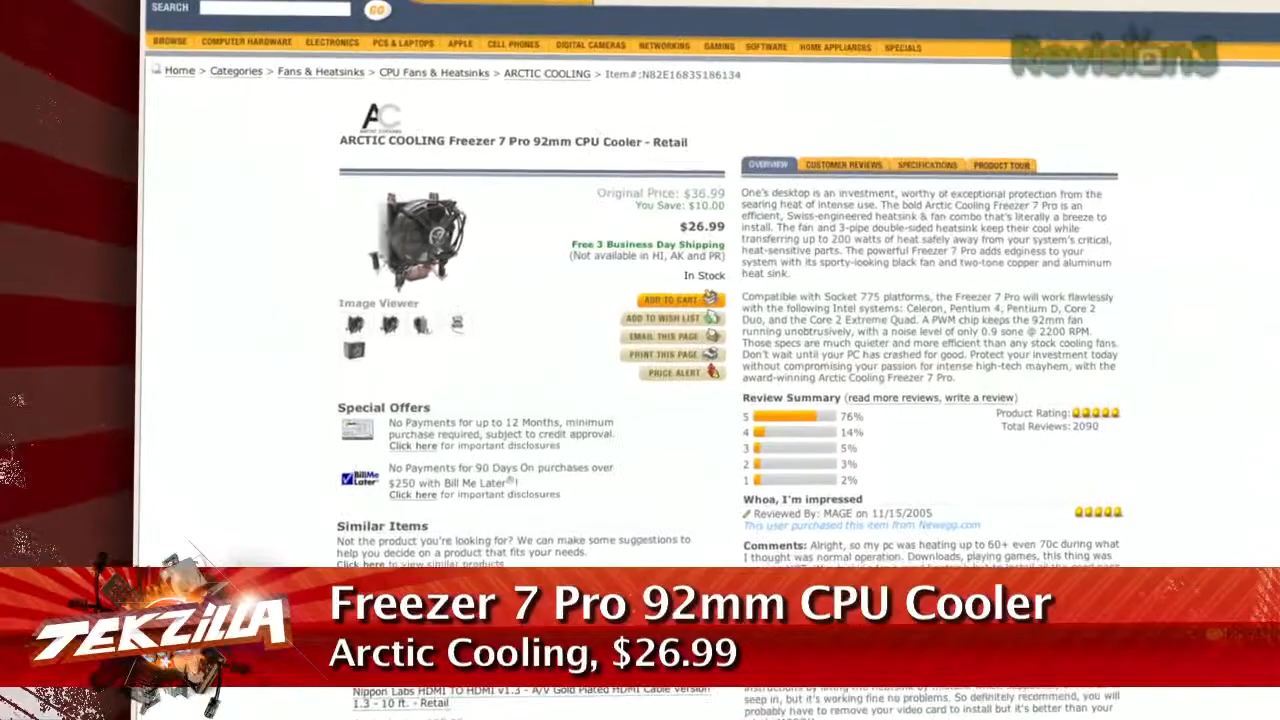 SEARCH
GO
BROWSE COMPUTER HARDWARE ELECTRONICS PCS & LAPTOPS APPLE CELL PHONES DIGITAL CAMERAS NETWORKING GAMING SOFTWARE HOME APPLIANCES SPECIALS
Revision3
Home > Categories > Fans & Heatsinks > CPU Fans & Heatsinks > ARCTIC COOLING > Item#:N82E16835186134
AC
ARCTIC COOLING
ARCTIC COOLING Freezer 7 Pro 92mm CPU Cooler - Retail
Original Price: $36.99
You Save: $10.00
$26.99
Free 3 Business Day Shipping
(Not available in HI, AK and PR)
In Stock
Image Viewer
ADD TO CART
ADD TO WISH LIST
EMAIL THIS PAGE
PRINT THIS PAGE
PRICE ALERT
Special Offers
No Payments for up to 12 Months, minimum
purchase required, subject to credit approval.
Click here for important disclosures
BillMe
Later
No Payments for 90 Days On purchases over
$250 with Bill Me Later®!
Click here for important disclosures
Similar Items
Not the product you're looking for? We can make some suggestions to
help you decide on a product that fits your needs.
Click here to view similar products
OVERVIEW CUSTOMER REVIEWS SPECIFICATIONS PRODUCT TOUR
One's desktop is an investment, worthy of exceptional protection from the
searing heat of intense use. The bold Arctic Cooling Freezer 7 Pro is an
efficient, Swiss-engineered heatsink & fan combo that's literally a breeze to
install. The fan and 3-pipe double-sided heatsink keep their cool while
transferring up to 200 watts of heat safely away from your system's critical,
heat-sensitive parts. The powerful Freezer 7 Pro adds edginess to your
system with its sporty-looking black fan and two-tone copper and aluminum
heat sink.
Compatible with Socket 775 platforms, the Freezer 7 Pro will work flawlessly
with the following Intel systems: Celeron, Pentium 4, Pentium D, Core 2
Duo, and the Core 2 Extreme Quad. A PWM chip keeps the 92mm fan
running unobtrusively, with a noise level of only 0.9 sone @ 2200 RPM.
Those specs are much quieter and more efficient than any stock cooling fans.
Don't wait until your PC has crashed for good. Protect your investment today
without compromising your passion for intense high-tech mayhem, with the
award-winning Arctic Cooling Freezer 7 Pro.
Review Summary (read more reviews, write a review)
Product Rating:
Total Reviews: 2090
5 76%
4 14%
3 5%
2 3%
1 2%
Whoa, I'm impressed
Reviewed By: MAGE on 11/15/2005
This user purchased this item from Newegg.com
Comments: Alright, so my pc was heating up to 60+ even 70c during what
I thought was normal operation. Downloads, playing games, this thing was
TEKZILLA
Freezer 7 Pro 92mm CPU Cooler
Arctic Cooling, $26.99
Nippon Labs HDMI TO HDMI v1.3 - A/V Gold Plated HDMI Cable Version
1.3 - 10 ft. - Retail
seep in, but it's working fine no problems. So definitely recommend, you will
probably have to remove your video card to install but it's better than your